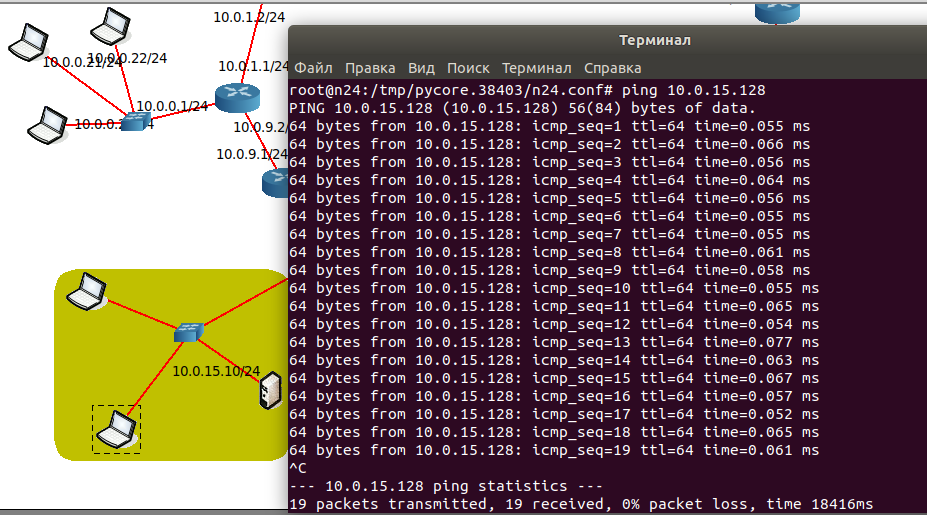 10.0.1.2/24
10.0.0.21/24
10.0.0.22/24
10.0.1.1/24
10.0.0.1/24
10.0.9.2/
10.0.9.1/24
10.0.15.10/24
Терминал
Файл Правка Вид Поиск Терминал Справка
root@n24:/tmp/pycore.38403/n24.conf# ping 10.0.15.128
PING 10.0.15.128 (10.0.15.128) 56(84) bytes of data.
64 bytes from 10.0.15.128: icmp_seq=1 ttl=64 time=0.055 ms
64 bytes from 10.0.15.128: icmp_seq=2 ttl=64 time=0.066 ms
64 bytes from 10.0.15.128: icmp_seq=3 ttl=64 time=0.056 ms
64 bytes from 10.0.15.128: icmp_seq=4 ttl=64 time=0.064 ms
64 bytes from 10.0.15.128: icmp_seq=5 ttl=64 time=0.056 ms
64 bytes from 10.0.15.128: icmp_seq=6 ttl=64 time=0.055 ms
64 bytes from 10.0.15.128: icmp_seq=7 ttl=64 time=0.055 ms
64 bytes from 10.0.15.128: icmp_seq=8 ttl=64 time=0.061 ms
64 bytes from 10.0.15.128: icmp_seq=9 ttl=64 time=0.058 ms
64 bytes from 10.0.15.128: icmp_seq=10 ttl=64 time=0.055 ms
64 bytes from 10.0.15.128: icmp_seq=11 ttl=64 time=0.065 ms
64 bytes from 10.0.15.128: icmp_seq=12 ttl=64 time=0.054 ms
64 bytes from 10.0.15.128: icmp_seq=13 ttl=64 time=0.077 ms
64 bytes from 10.0.15.128: icmp_seq=14 ttl=64 time=0.063 ms
64 bytes from 10.0.15.128: icmp_seq=15 ttl=64 time=0.067 ms
64 bytes from 10.0.15.128: icmp_seq=16 ttl=64 time=0.057 ms
64 bytes from 10.0.15.128: icmp_seq=17 ttl=64 time=0.052 ms
64 bytes from 10.0.15.128: icmp_seq=18 ttl=64 time=0.065 ms
64 bytes from 10.0.15.128: icmp_seq=19 ttl=64 time=0.061 ms
^C
--- 10.0.15.128 ping statistics ---
19 packets transmitted, 19 received, 0% packet loss, time 18416ms